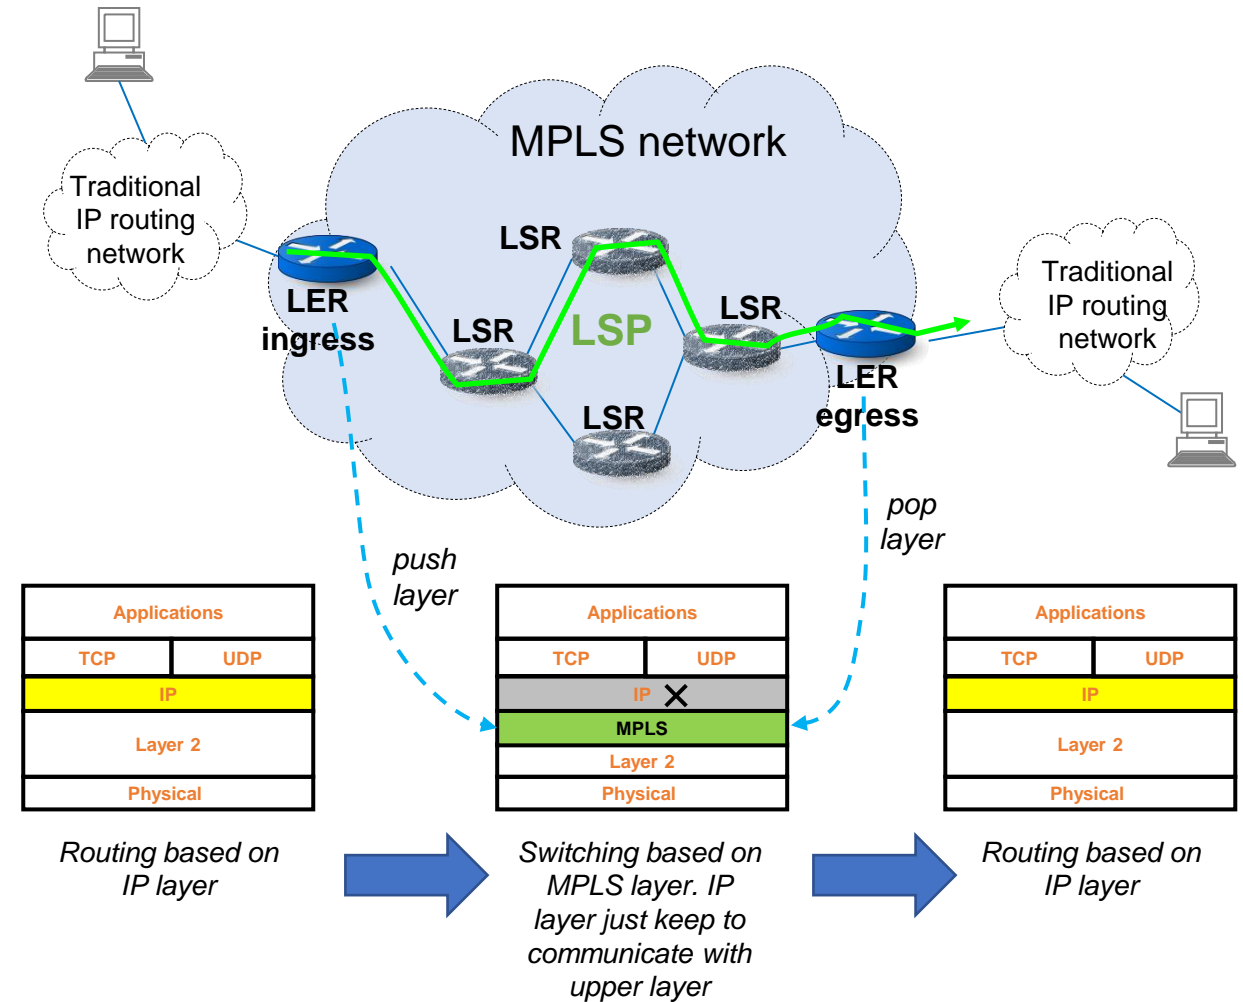 MPLS network
Traditional
IP routing
network
LSR
LER
ingress
LSR
LSP
LSR
LSR
LER
egress
Traditional
IP routing
network
push
layer
pop
layer
Applications
TCP
UDP
IP
Layer 2
Physical
Applications
TCP
UDP
IP
MPLS
Layer 2
Physical
Applications
TCP
UDP
IP
Layer 2
Physical
Routing based on
IP layer
Switching based on
MPLS layer. IP
layer just keep to
communicate with
upper layer
Routing based on
IP layer